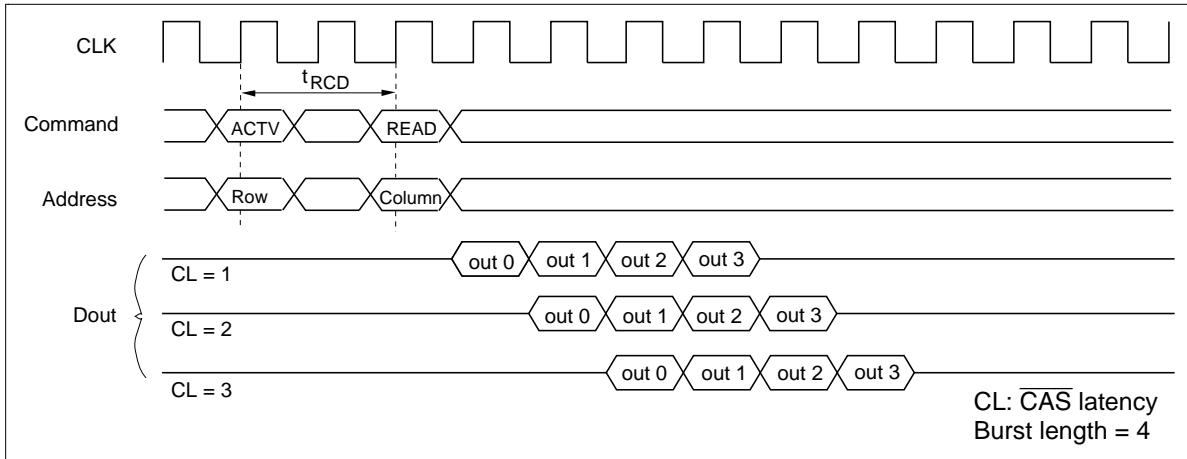 CLK
tRCD
Command
ACTV
READ
Address
Row
Column
Dout
CL = 1
out 0 out 1 out 2 out 3
CL = 2
out 0 out 1 out 2 out 3
CL = 3
out 0 out 1 out 2 out 3
CL: CAS latency
Burst length = 4